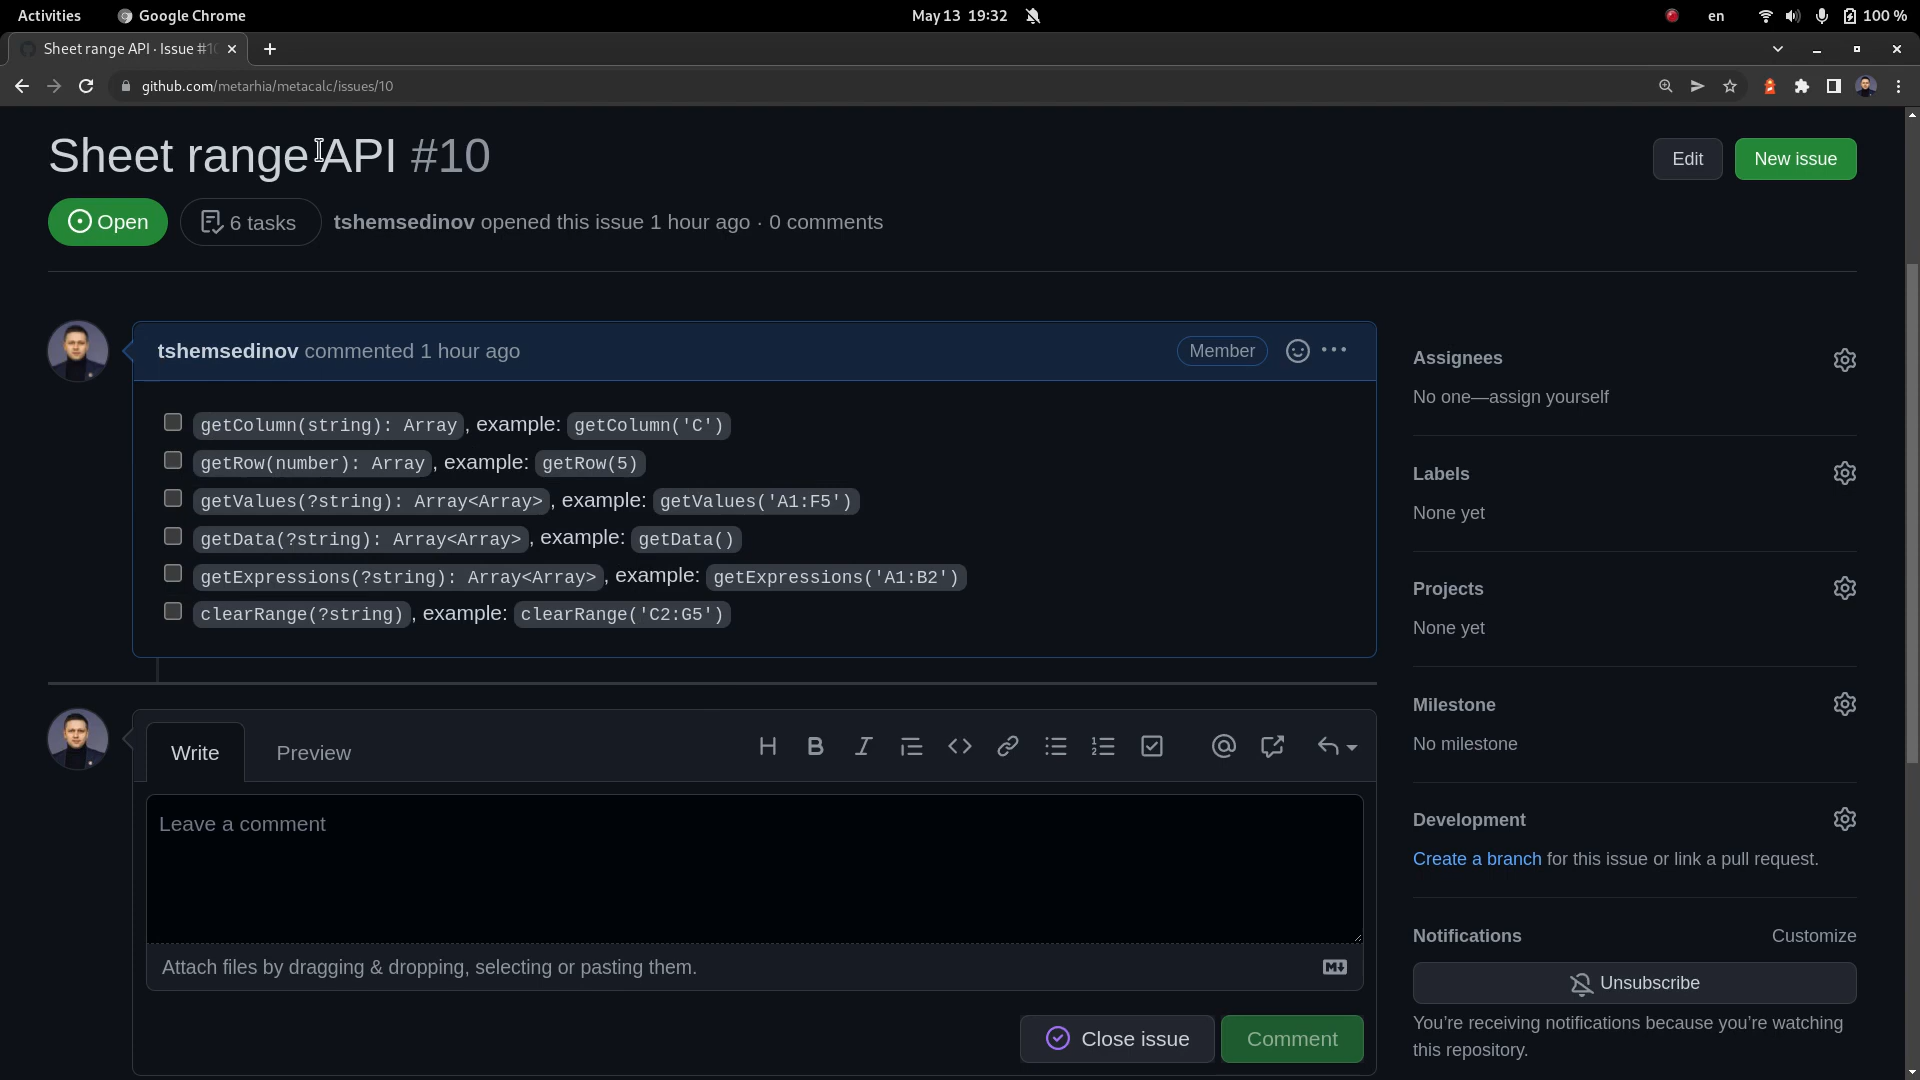 Activities Google Chrome May 13 19:32 en 100 %
Sheet range API · Issue #10
github.com/metarhia/metacalc/issues/10
Sheet range API #10
Edit New issue
Open 6 tasks tshemsedinov opened this issue 1 hour ago · 0 comments
tshemsedinov commented 1 hour ago Member
getColumn(string): Array, example: getColumn('C')
getRow(number): Array, example: getRow(5)
getValues(?string): Array<Array>, example: getValues('A1:F5')
getData(?string): Array<Array>, example: getData()
getExpressions(?string): Array<Array>, example: getExpressions('A1:B2')
clearRange(?string), example: clearRange('C2:G5')
Write Preview
Leave a comment
Attach files by dragging & dropping, selecting or pasting them.
Close issue Comment
Assignees
No one—assign yourself
Labels
None yet
Projects
None yet
Milestone
No milestone
Development
Create a branch for this issue or link a pull request.
Notifications Customize
Unsubscribe
You’re receiving notifications because you’re watching
this repository.